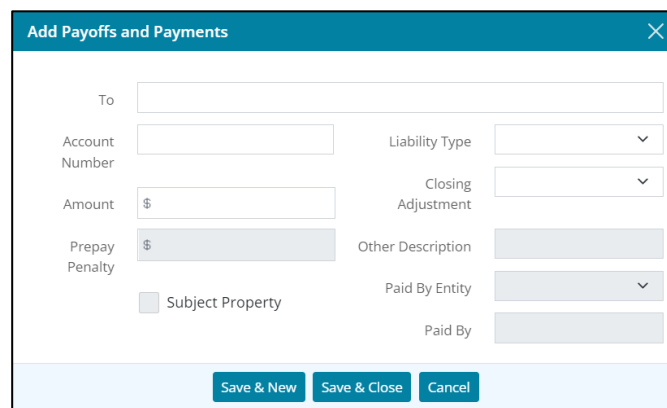 Add Payoffs and Payments
To
Account
Number
Liability Type
Closing
Adjustment
Amount
$
Prepay
Penalty
$
Other Description
Subject Property
Paid By Entity
Paid By
Save & New
Save & Close
Cancel